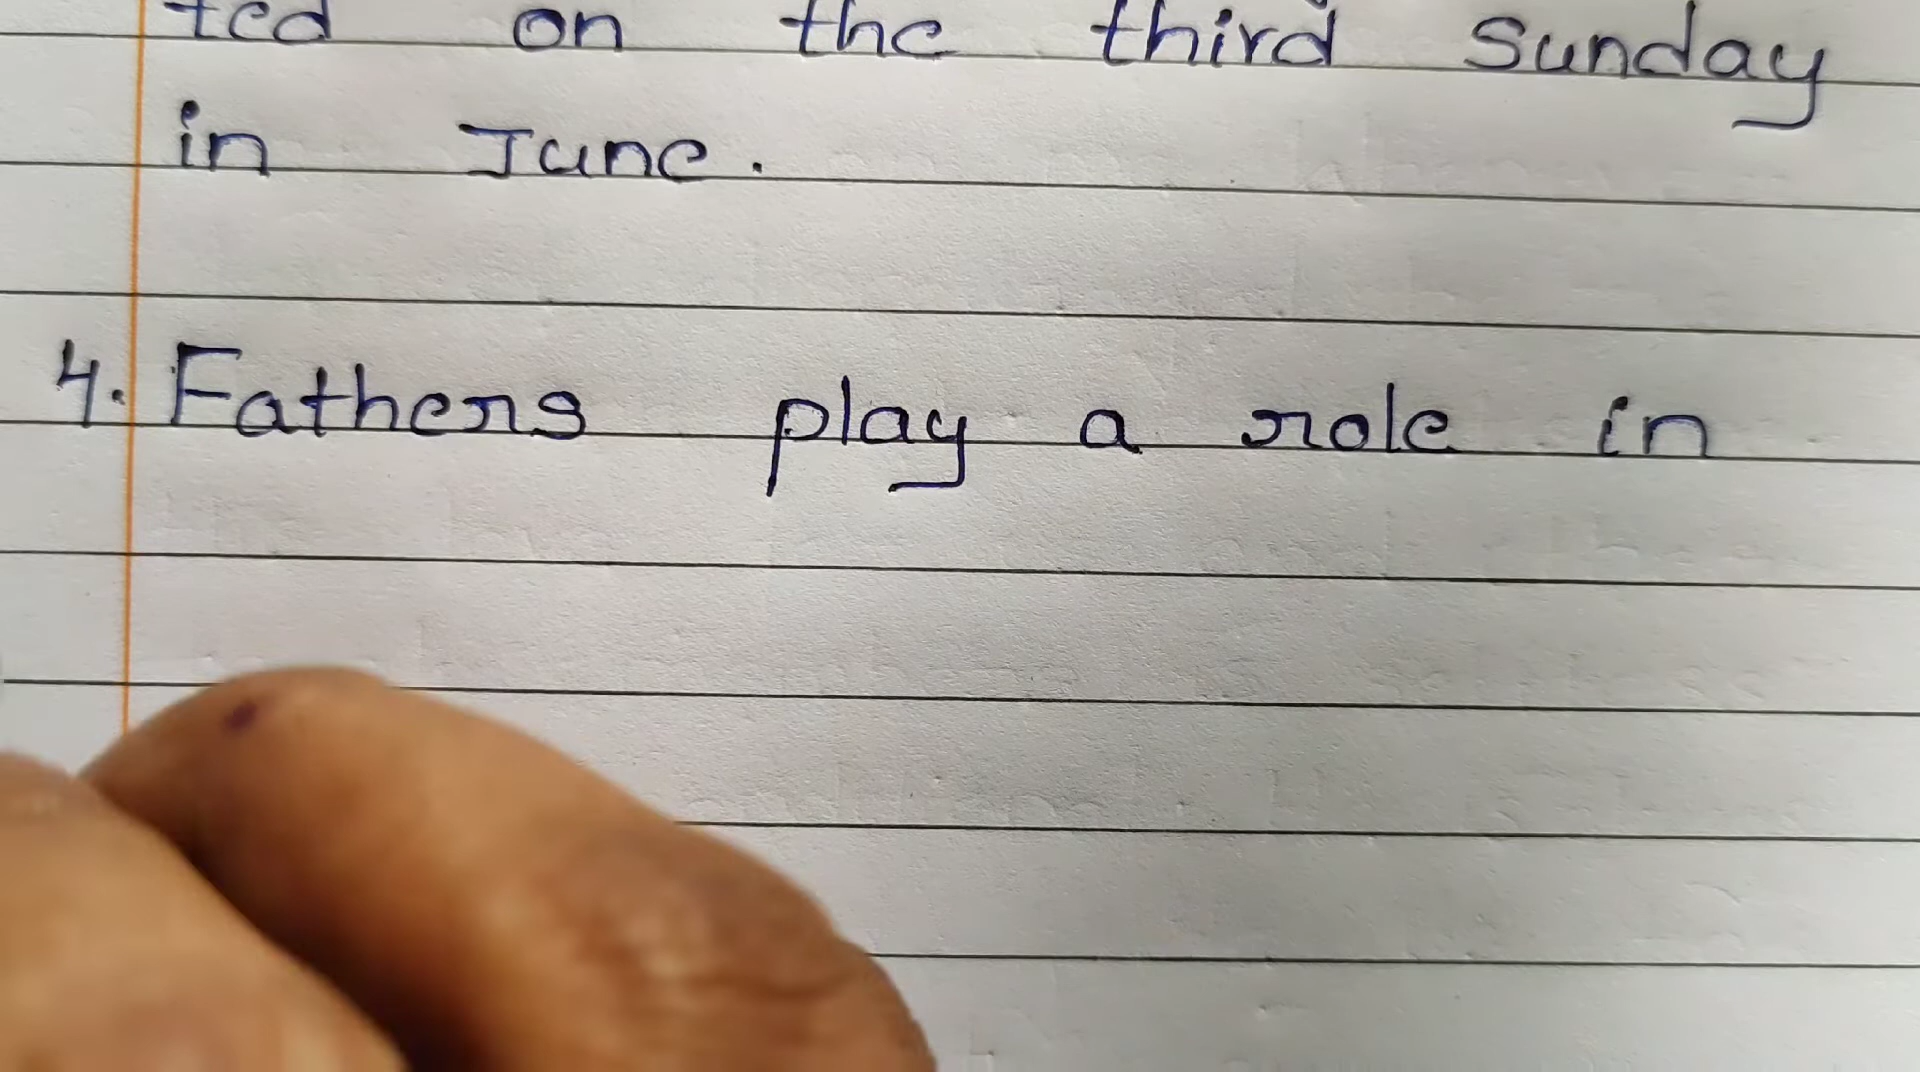 ted on the third Sunday
in June.
4. Fathers play a role in